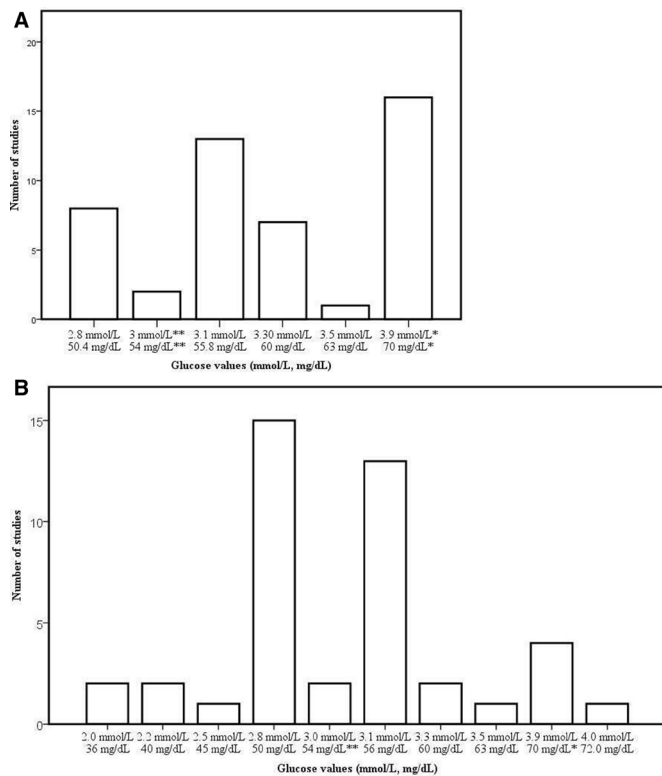 A
20
15
10
5
0
Number of studies
2.8 mmol/L 3 mmol/L** 3.1 mmol/L 3.30 mmol/L 3.5 mmol/L 3.9 mmol/L*
50.4 mg/dL 54 mg/dL** 55.8 mg/dL 60 mg/dL 63 mg/dL 70 mg/dL*
Glucose values (mmol/L, mg/dL)
B
15
10
5
0
Number of studies
2.0 mmol/L 2.2 mmol/L 2.5 mmol/L 2.8 mmol/L 3.0 mmol/L 3.1 mmol/L 3.3 mmol/L 3.5 mmol/L 3.9 mmol/L 4.0 mmol/L
36 mg/dL 40 mg/dL 45 mg/dL 50 mg/dL 54 mg/dL** 56 mg/dL 60 mg/dL 63 mg/dL 70 mg/dL* 72.0 mg/dL
Glucose values (mmol/L, mg/dL)